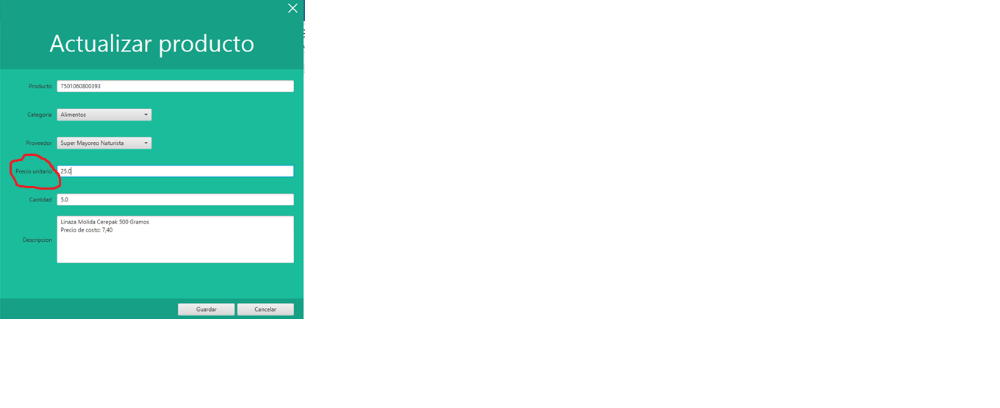 Actualizar producto
Producto 7501060800393
Categoria Alimentos
Proveedor Super Mayoreo Naturista
Precio unitario 25.0
Cantidad 5.0
Descripcion
Linaza Molida Cerepak 500 Gramos
Precio de costo: 7,40
Guardar Cancelar